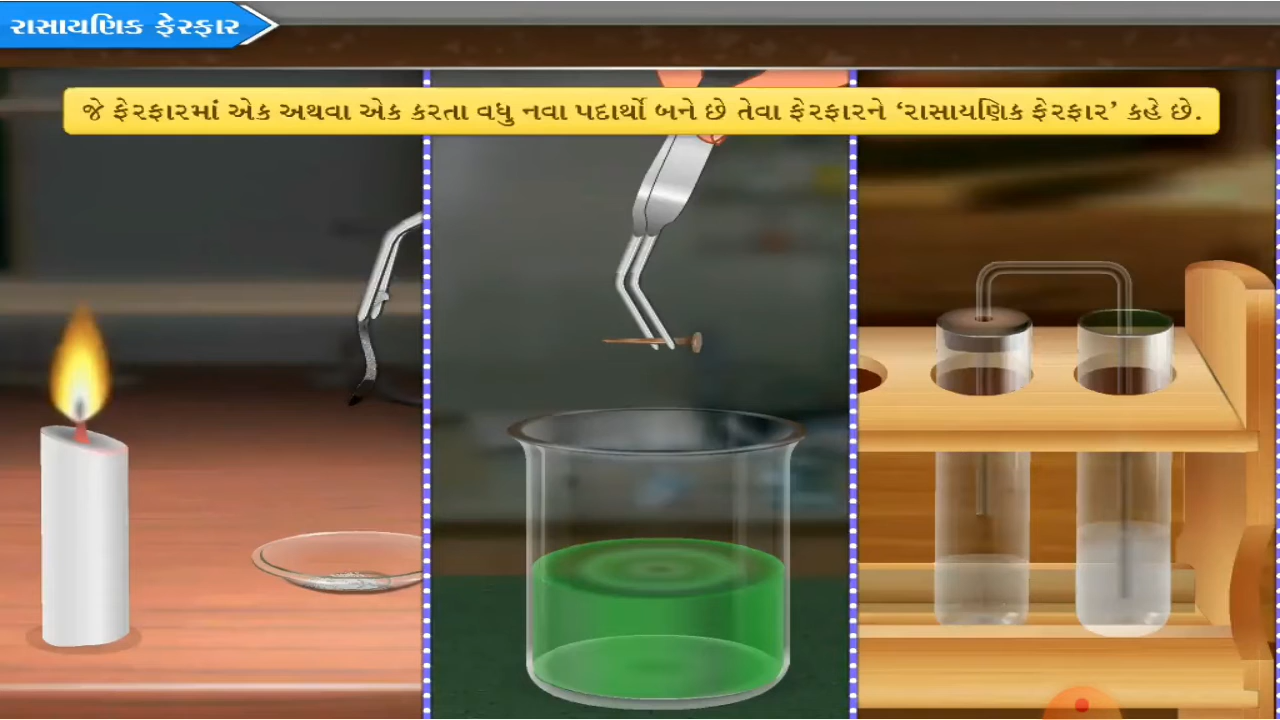 રાસાયણિક ફેરફાર
જે ફેરફારમાં એક અથવા એક કરતા વધુ નવા પદાર્થો બને છે તેવા ફેરફારને ‘રાસાયણિક ફેરફાર’ કહે છે.